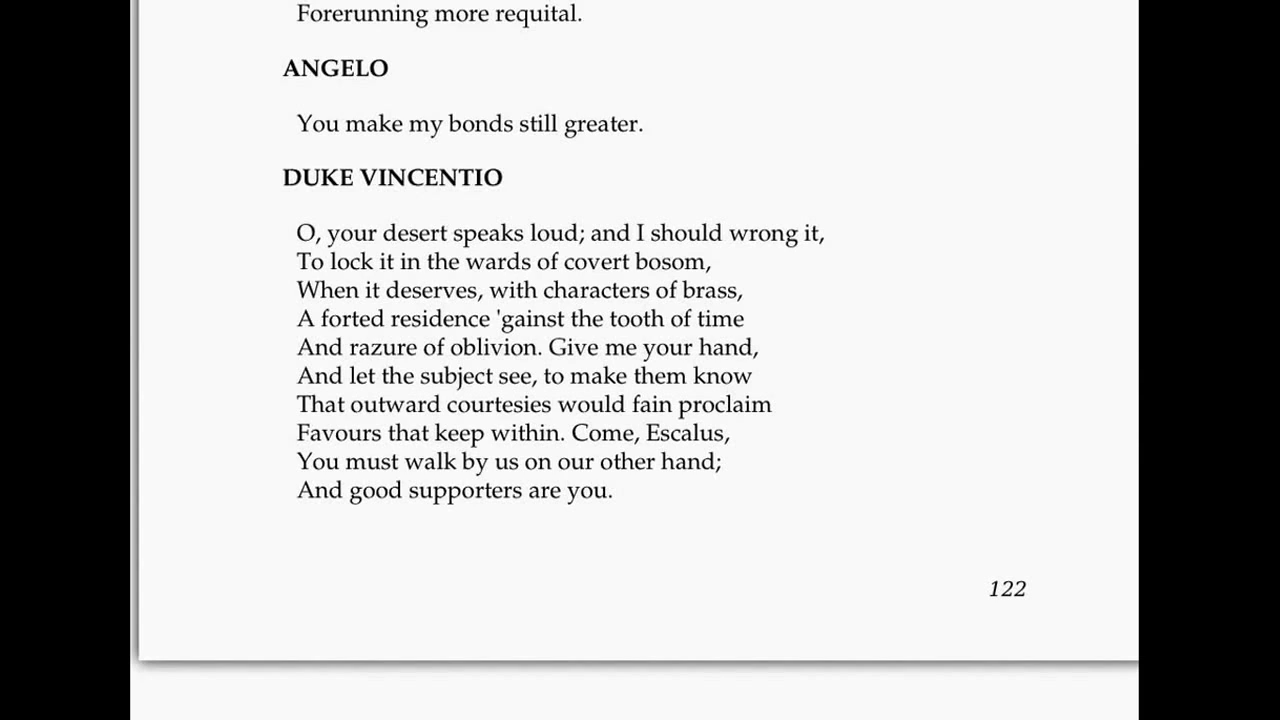 Forerunning more requital.
ANGELO
You make my bonds still greater.
DUKE VINCENTIO
O, your desert speaks loud; and I should wrong it,
To lock it in the wards of covert bosom,
When it deserves, with characters of brass,
A forted residence 'gainst the tooth of time
And razure of oblivion. Give me your hand,
And let the subject see, to make them know
That outward courtesies would fain proclaim
Favours that keep within. Come, Escalus,
You must walk by us on our other hand;
And good supporters are you.
122